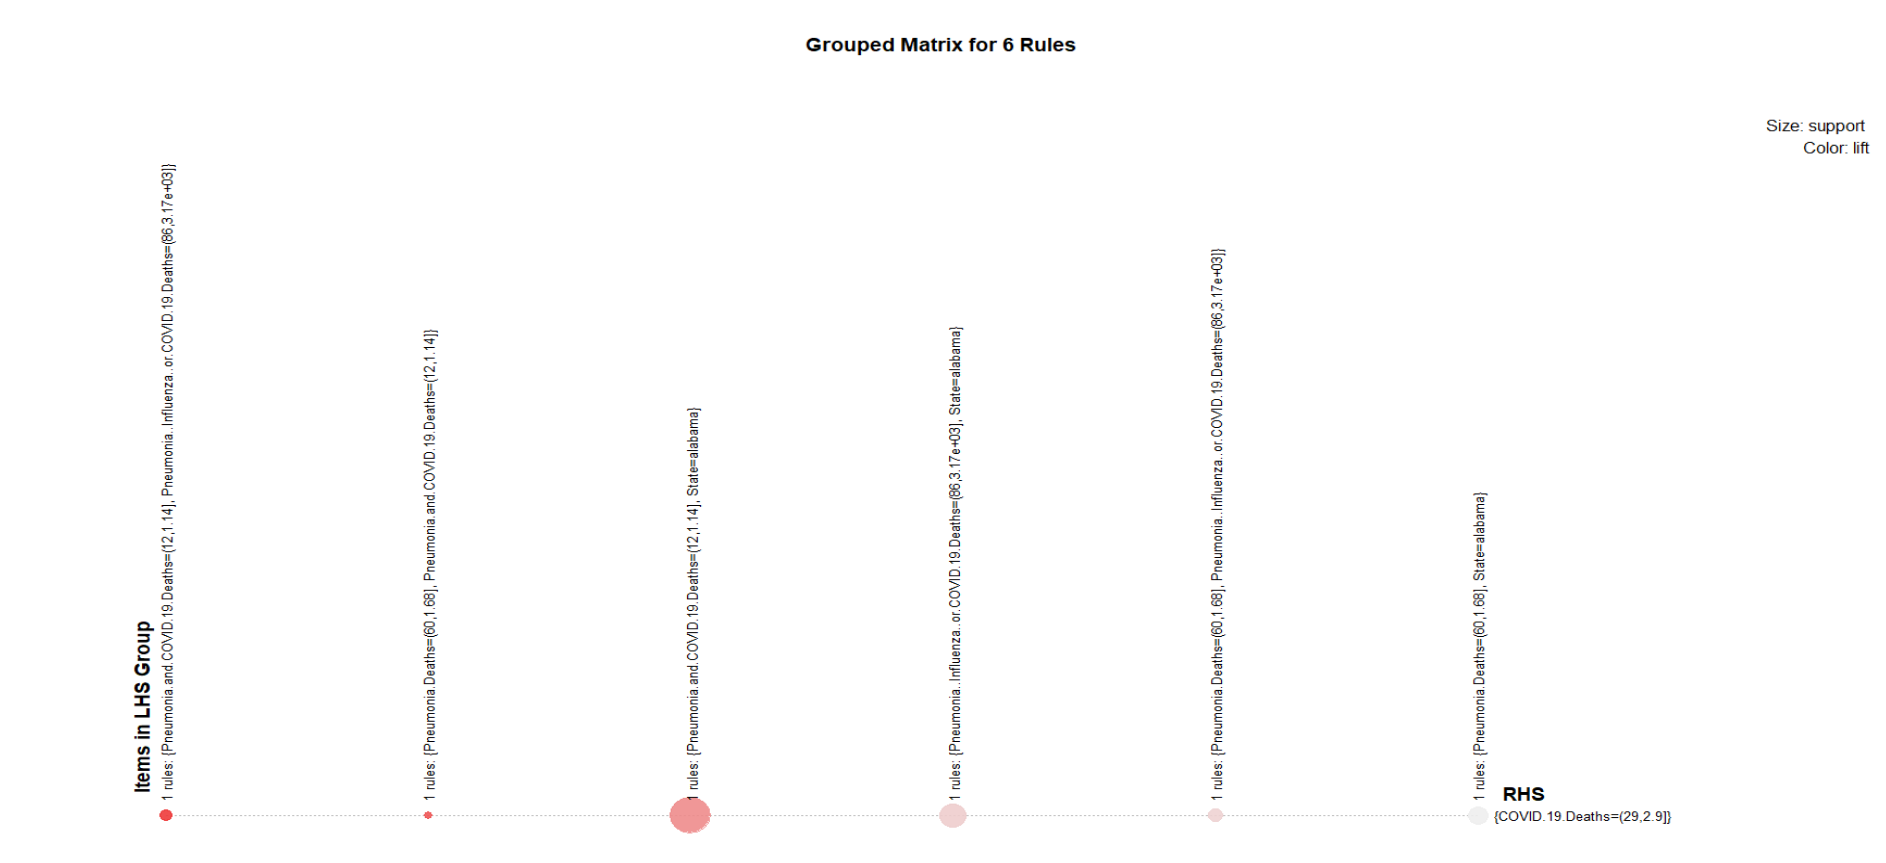 Grouped Matrix for 6 Rules
Size: support
Color: lift
Items in LHS Group
1 rules: {Pneumonia.and.COVID.19.Deaths=(12,1.14], Pneumonia..Influenza..or.COVID.19.Deaths=(86,3.17e+03]}
1 rules: {Pneumonia.Deaths=(60,1.68], Pneumonia.and.COVID.19.Deaths=(12,1.14]}
1 rules: {Pneumonia.and.COVID.19.Deaths=(12,1.14], State=alabama}
1 rules: {Pneumonia..Influenza..or.COVID.19.Deaths=(86,3.17e+03], State=alabama}
1 rules: {Pneumonia.Deaths=(60,1.68], Pneumonia..Influenza..or.COVID.19.Deaths=(86,3.17e+03]}
1 rules: {Pneumonia.Deaths=(60,1.68], State=alabama}
RHS
{COVID.19.Deaths=(29,2.9]}